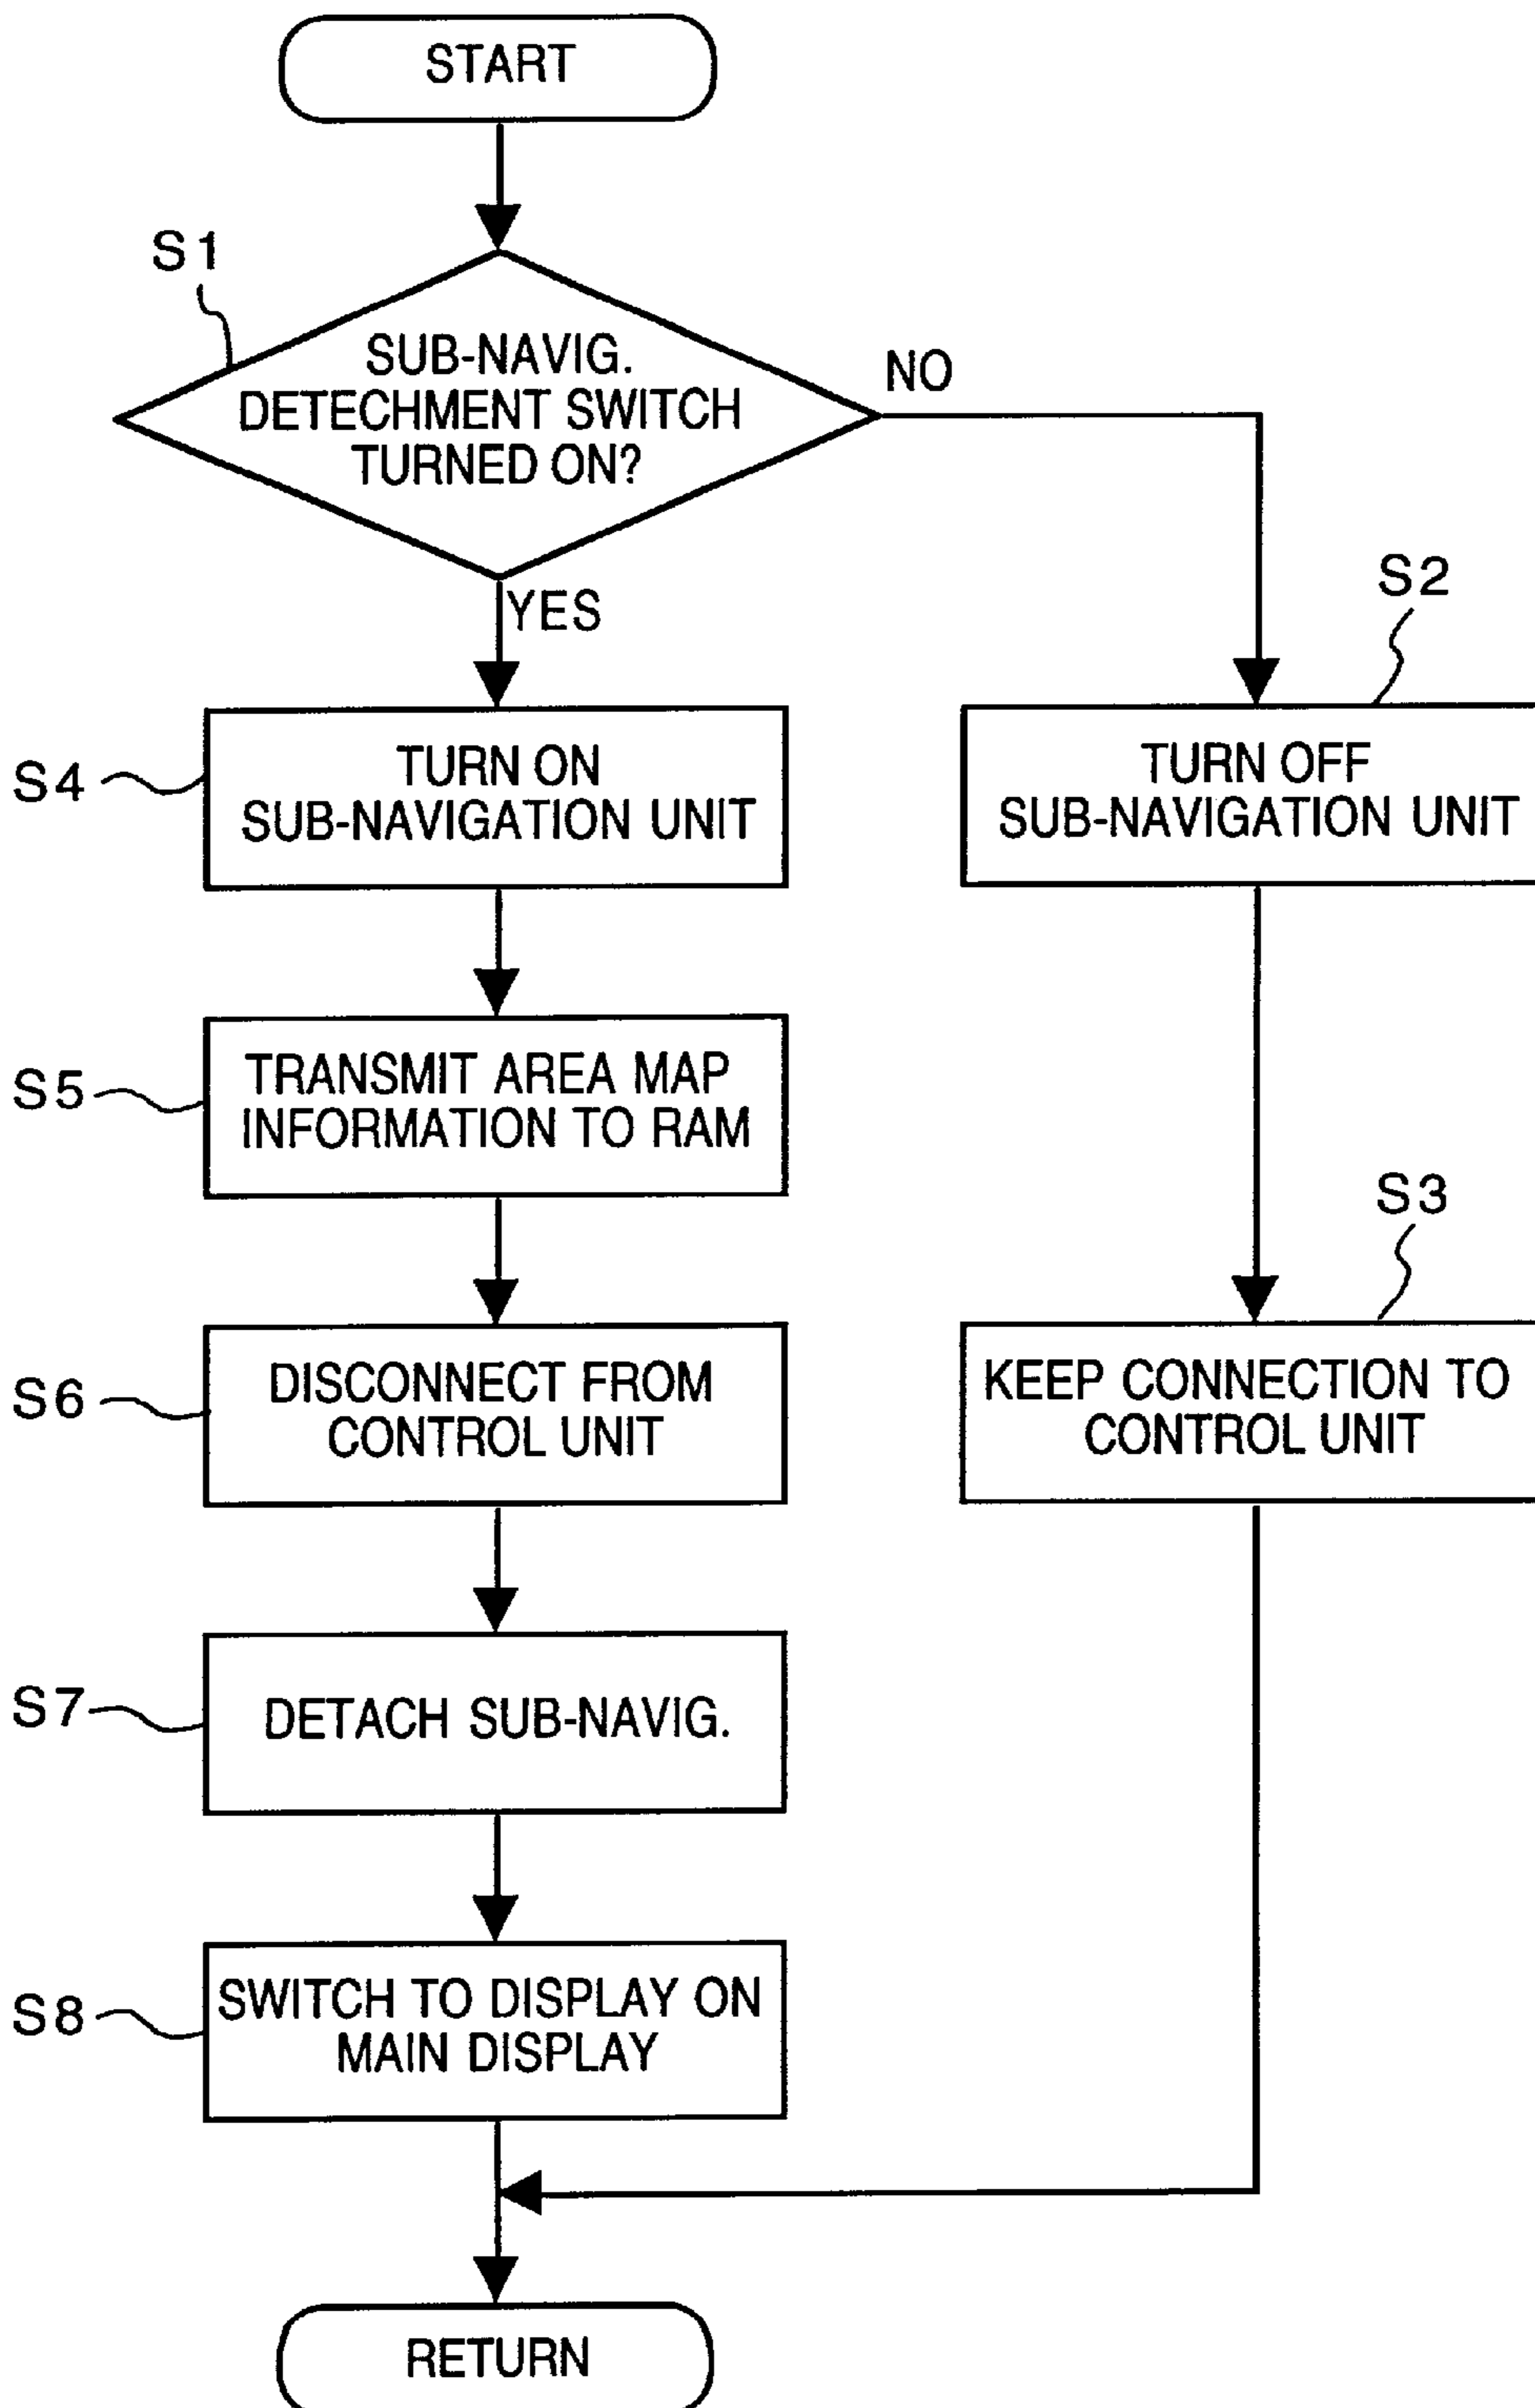 START
S1
SUB-NAVIG.
DETECHMENT SWITCH
TURNED ON?
NO
YES
S2
S4
TURN ON
SUB-NAVIGATION UNIT
TURN OFF
SUB-NAVIGATION UNIT
S5
TRANSMIT AREA MAP
INFORMATION TO RAM
S3
S6
DISCONNECT FROM
CONTROL UNIT
KEEP CONNECTION TO
CONTROL UNIT
S7
DETACH SUB-NAVIG.
S8
SWITCH TO DISPLAY ON
MAIN DISPLAY
RETURN